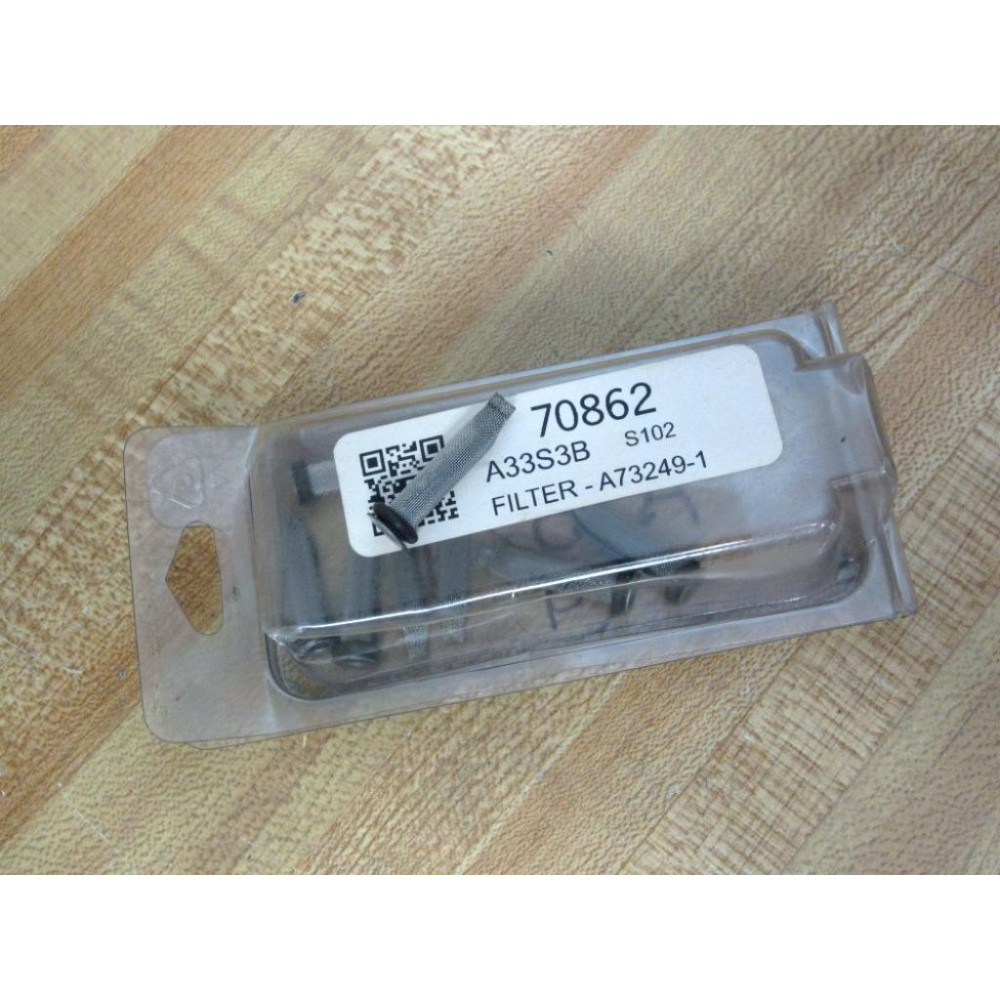 70862
A33S3B S102
FILTER - A73249-1